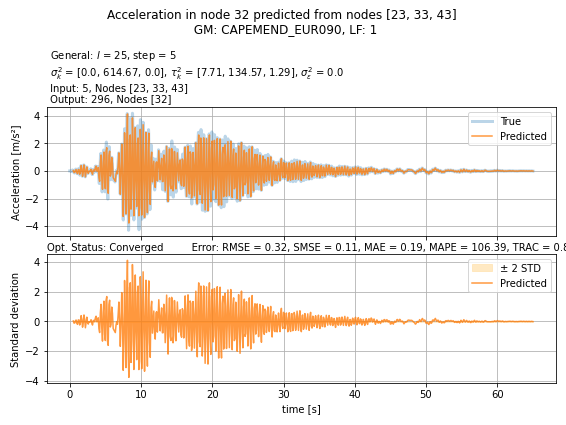 Acceleration in node 32 predicted from nodes [23, 33, 43]
GM: CAPEMEND_EUR090, LF: 1
General: l = 25, step = 5
σ²ₖ = [0.0, 614.67, 0.0], τ²ₖ = [7.71, 134.57, 1.29], σ²ε = 0.0
Input: 5, Nodes [23, 33, 43]
Output: 296, Nodes [32]
True
Predicted
Acceleration [m/s²]
4
2
0
−2
−4
Opt. Status: Converged Error: RMSE = 0.32, SMSE = 0.11, MAE = 0.19, MAPE = 106.39, TRAC = 0.8
± 2 STD
Predicted
Standard deviation
4
2
0
−2
−4
0 10 20 30 40 50 60
time [s]